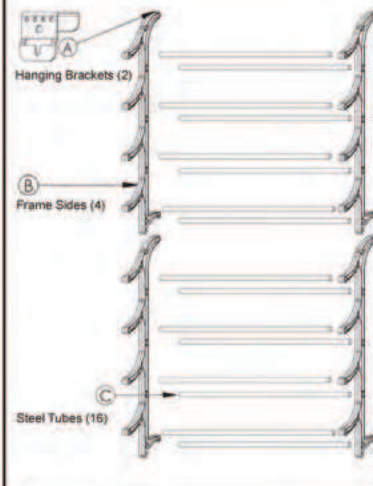 A
Hanging Brackets (2)
B
Frame Sides (4)
C
Steel Tubes (16)